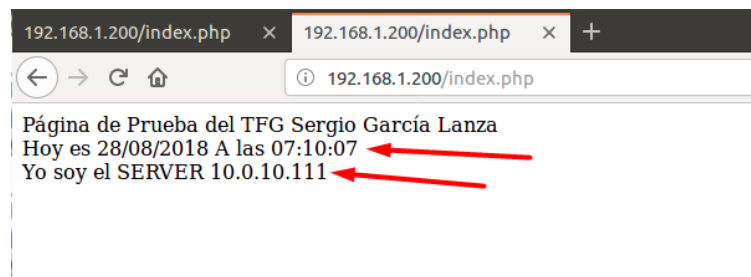 192.168.1.200/index.php × 192.168.1.200/index.php × +
192.168.1.200/index.php
Página de Prueba del TFG Sergio García Lanza
Hoy es 28/08/2018 A las 07:10:07
Yo soy el SERVER 10.0.10.111